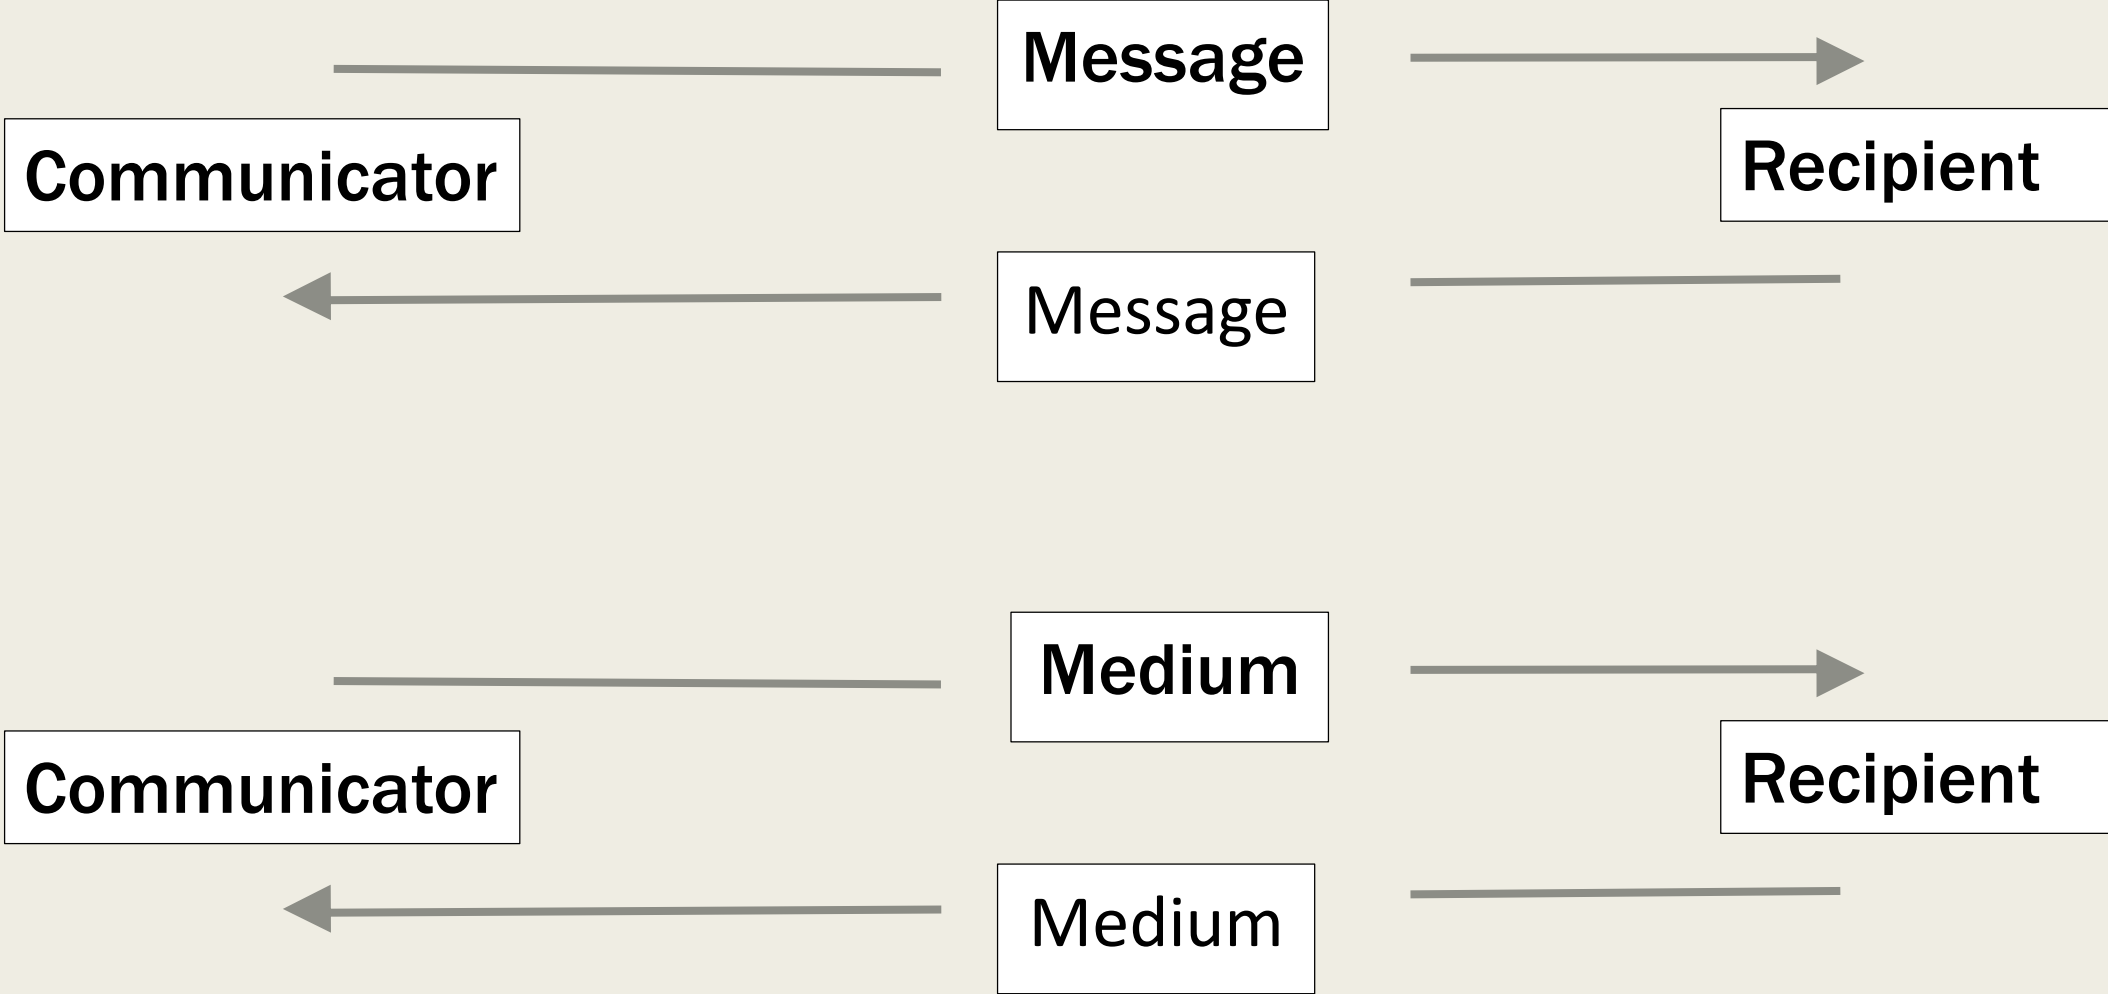 Message
Communicator
Recipient
Message
Medium
Communicator
Recipient
Medium